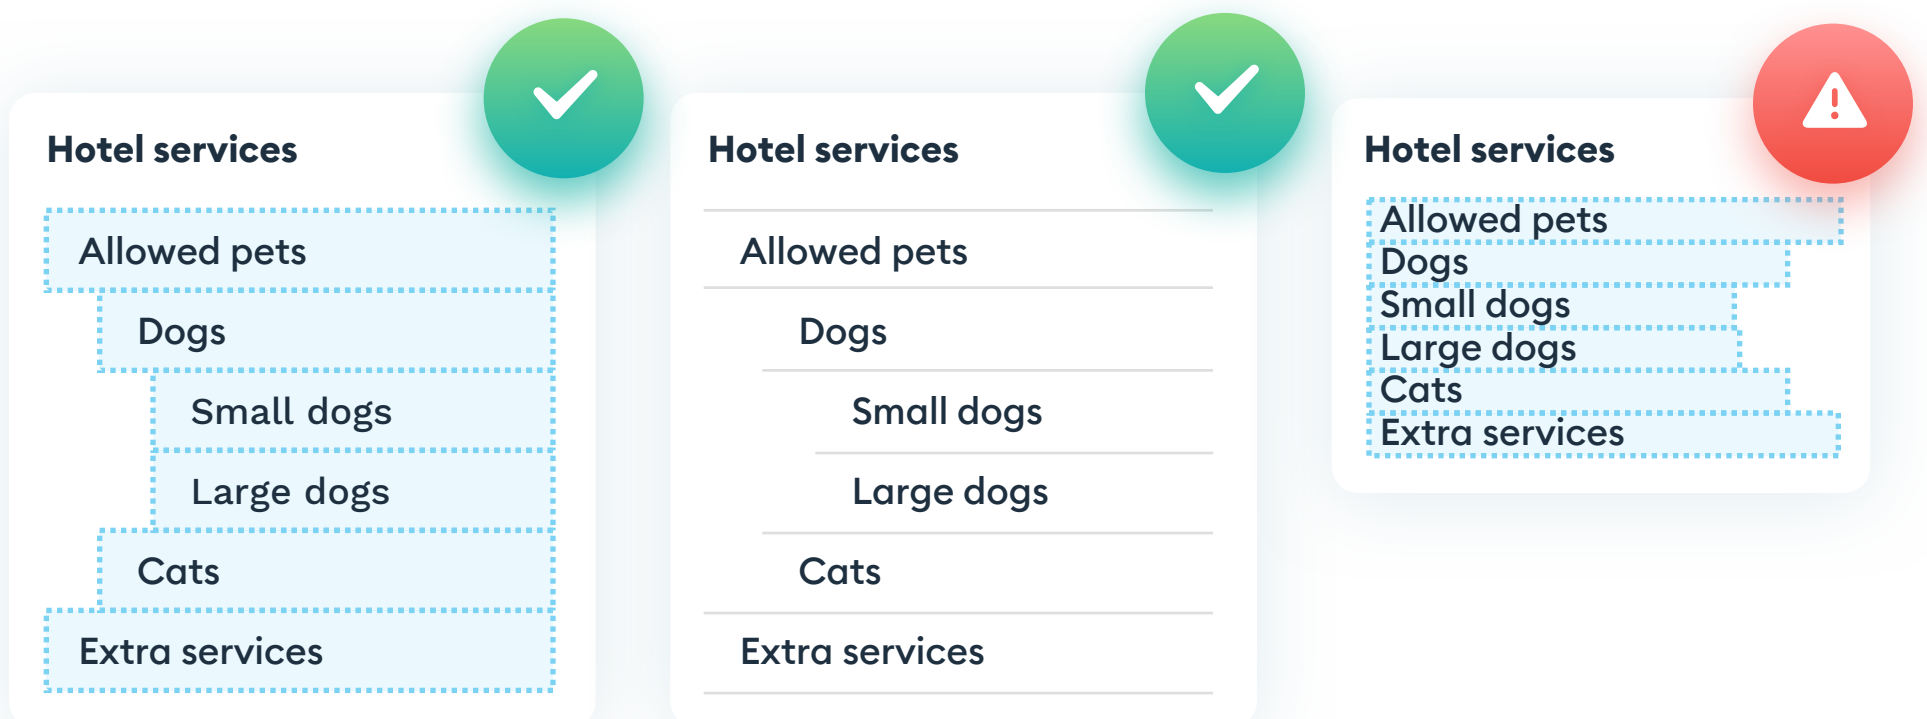 Hotel services
Allowed pets
Dogs
Small dogs
Large dogs
Cats
Extra services
Hotel services
Allowed pets
Dogs
Small dogs
Large dogs
Cats
Extra services
Hotel services
Allowed pets
Dogs
Small dogs
Large dogs
Cats
Extra services